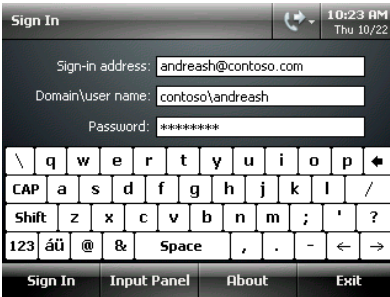 Sign In
10:23 AM
Thu 10/22
Sign-in address: andreash@contoso.com
Domain\user name: contoso\andreash
Password: ********
\ q w e r t y u i o p ←
CAP a s d f g h j k l /
Shift z x c v b n m ; ' ?
123 áü @ & Space , . - ← →
Sign In Input Panel About Exit